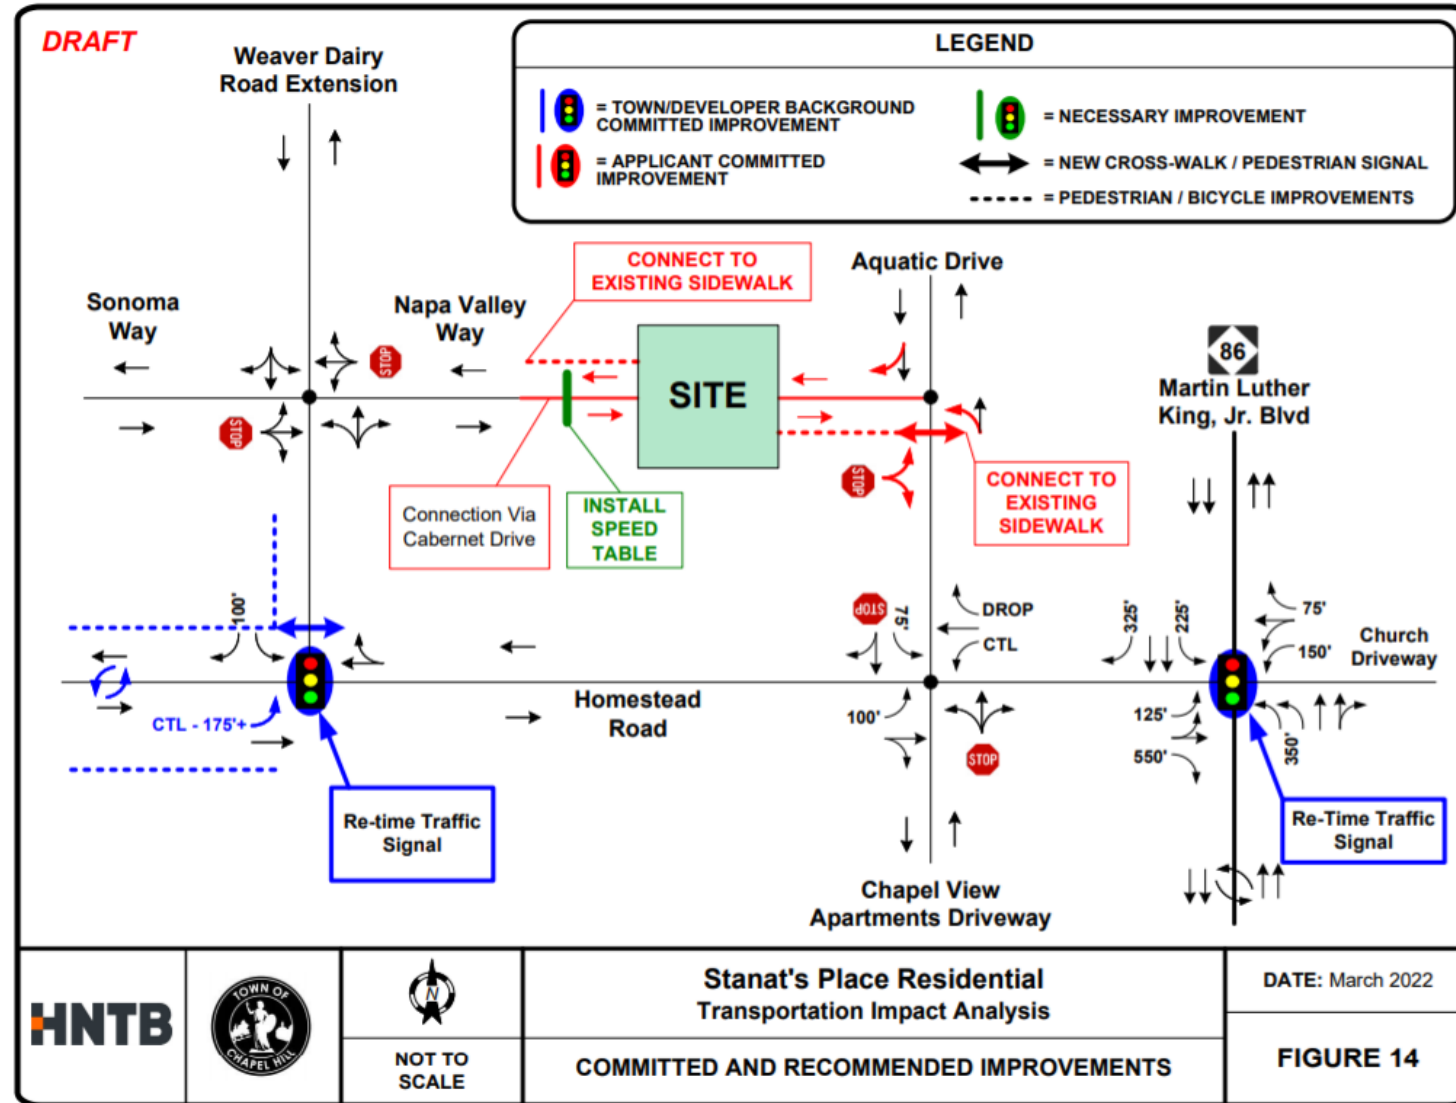 DRAFT
LEGEND
= TOWN/DEVELOPER BACKGROUND
COMMITTED IMPROVEMENT
= APPLICANT COMMITTED
IMPROVEMENT
= NECESSARY IMPROVEMENT
= NEW CROSS-WALK / PEDESTRIAN SIGNAL
= PEDESTRIAN / BICYCLE IMPROVEMENTS
Weaver Dairy
Road Extension
Sonoma
Way
Napa Valley
Way
CONNECT TO
EXISTING SIDEWALK
Aquatic Drive
86
Martin Luther
King, Jr. Blvd
STOP
STOP
SITE
STOP
CONNECT TO
EXISTING
SIDEWALK
Connection Via
Cabernet Drive
INSTALL
SPEED
TABLE
100'
STOP
75'
DROP
CTL
325'
225'
75'
150'
Church
Driveway
CTL - 175'+
Homestead
Road
100'
STOP
125'
550'
350'
Re-time Traffic
Signal
Re-Time Traffic
Signal
Chapel View
Apartments Driveway
HNTB
TOWN OF
CHAPEL HILL
N
NOT TO
SCALE
Stanat's Place Residential
Transportation Impact Analysis
COMMITTED AND RECOMMENDED IMPROVEMENTS
DATE: March 2022
FIGURE 14